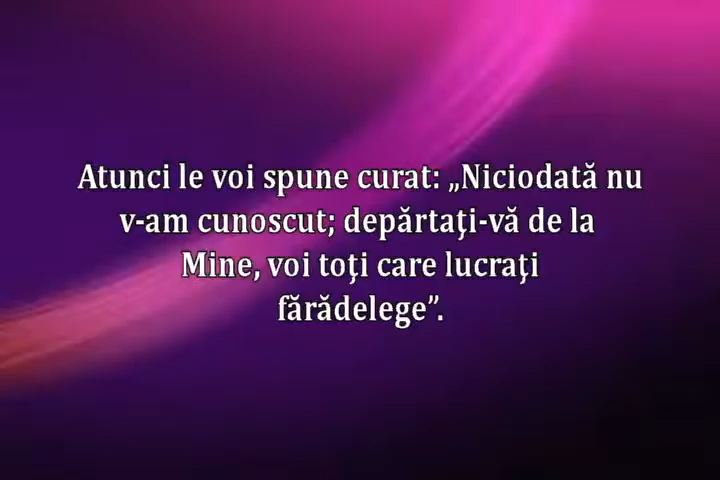 Atunci le voi spune curat: „Niciodată nu
v-am cunoscut; depărtaţi-vă de la
Mine, voi toţi care lucraţi
fărădelege”.